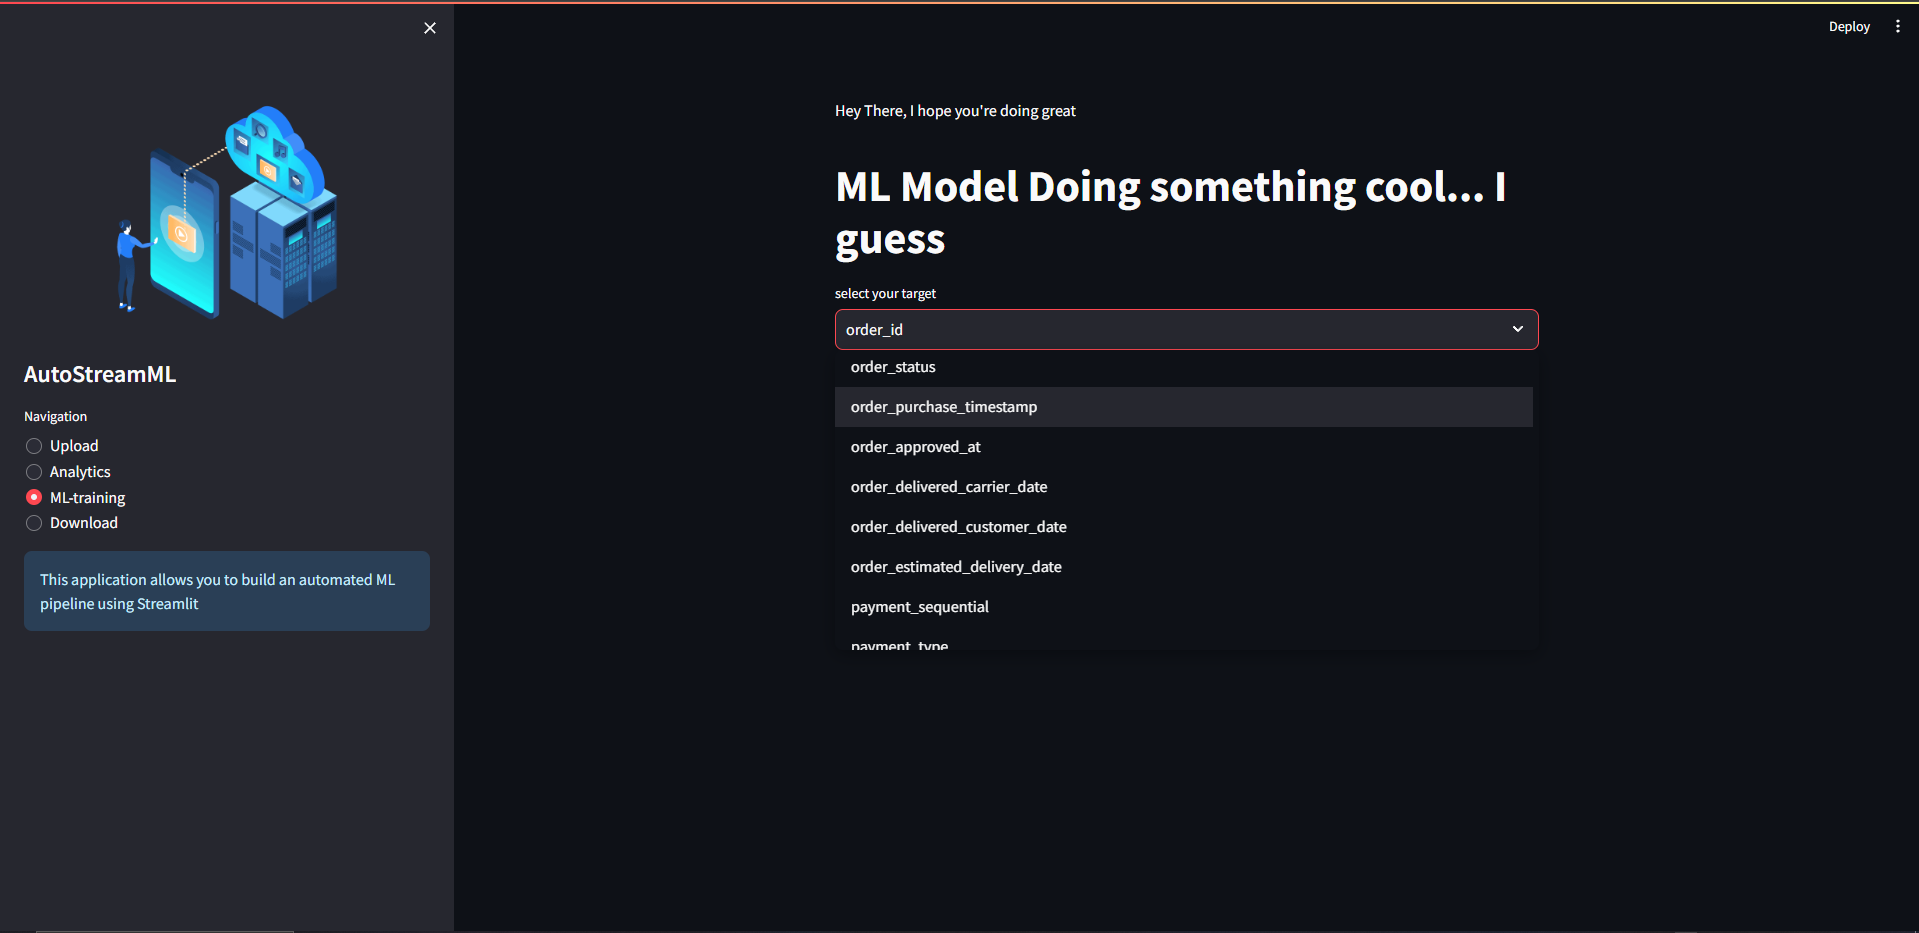 Deploy
AutoStreamML
Navigation
Upload
Analytics
ML-training
Download
This application allows you to build an automated ML
pipeline using Streamlit
Hey There, I hope you're doing great
ML Model Doing something cool... I
guess
select your target
order_id
order_status
order_purchase_timestamp
order_approved_at
order_delivered_carrier_date
order_delivered_customer_date
order_estimated_delivery_date
payment_sequential
payment_type